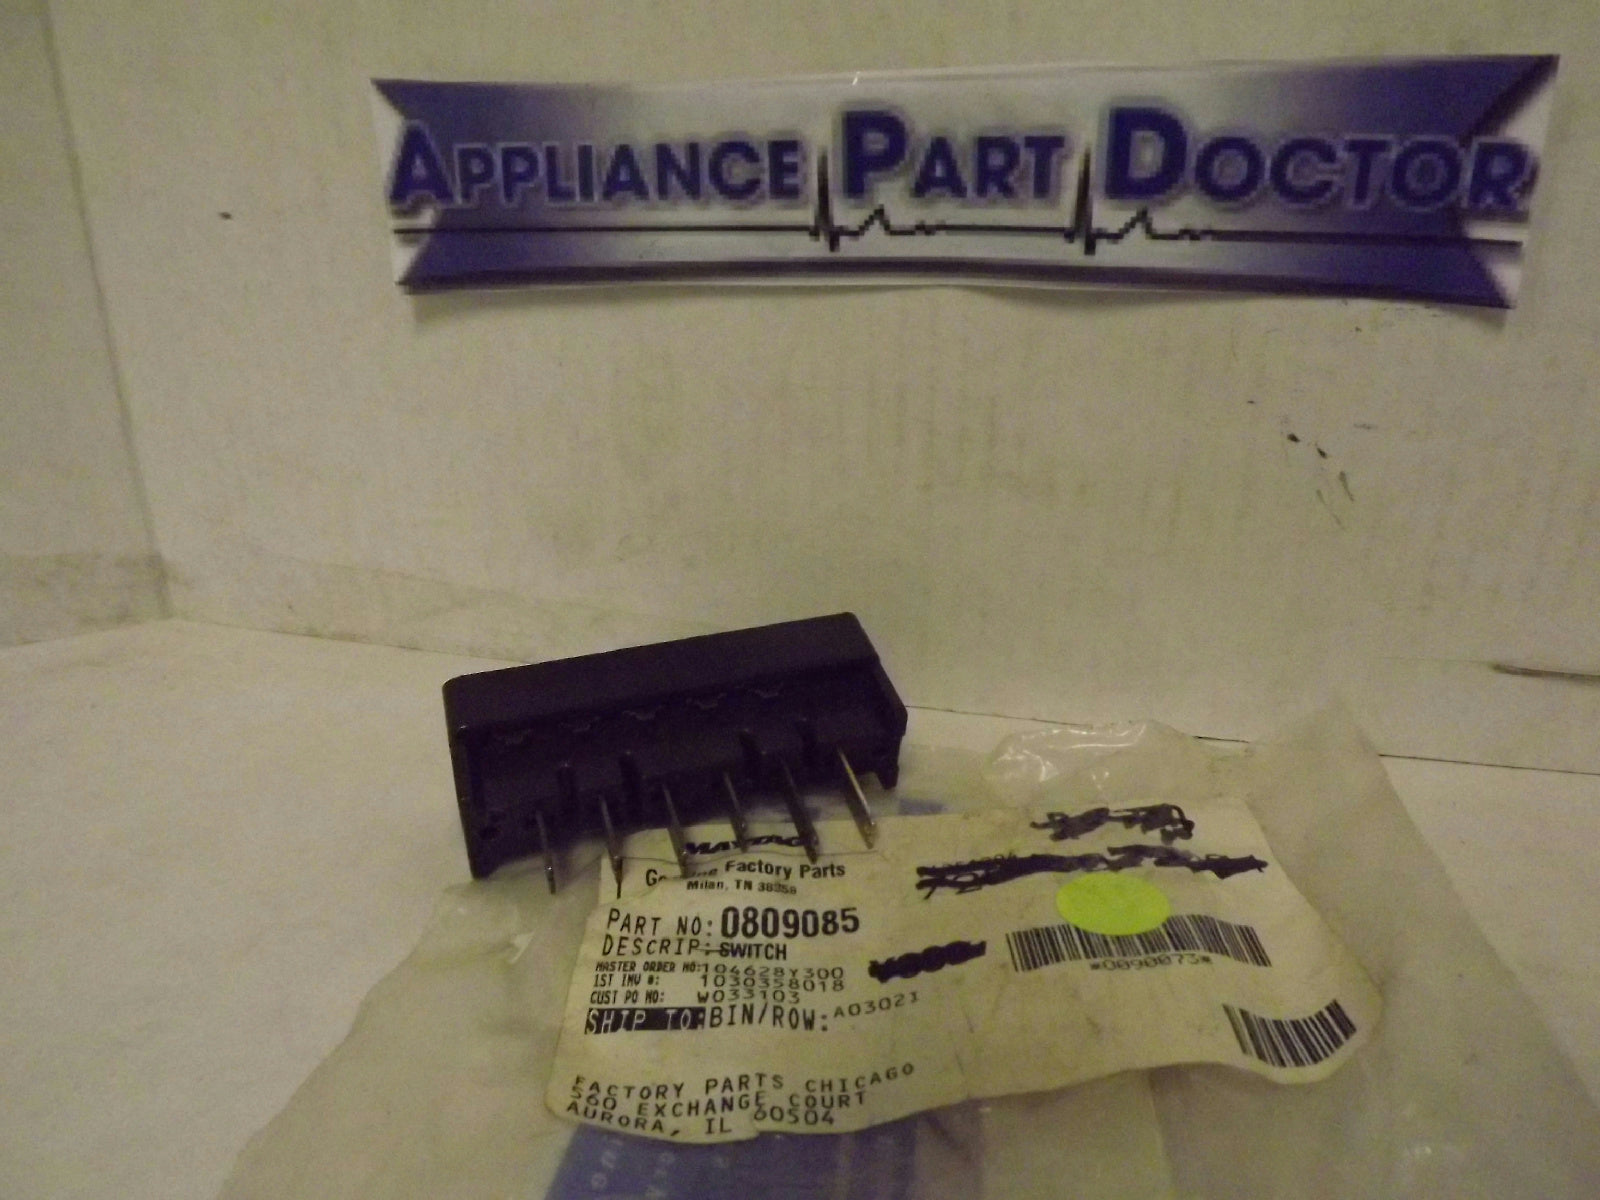 APPLIANCE PART DOCTOR
MAYTAG
Factory Parts
Milan, TN 38358
PART NO: 0809085
DESCRIP: SWITCH
MASTER ORDER NO: 104628Y300
1ST INV #: 1030358018
CUST PO NO: W033103
SHIP TO: BIN/ROW: A03021
*0090073*
FACTORY PARTS CHICAGO
560 EXCHANGE COURT
AURORA, IL 60504